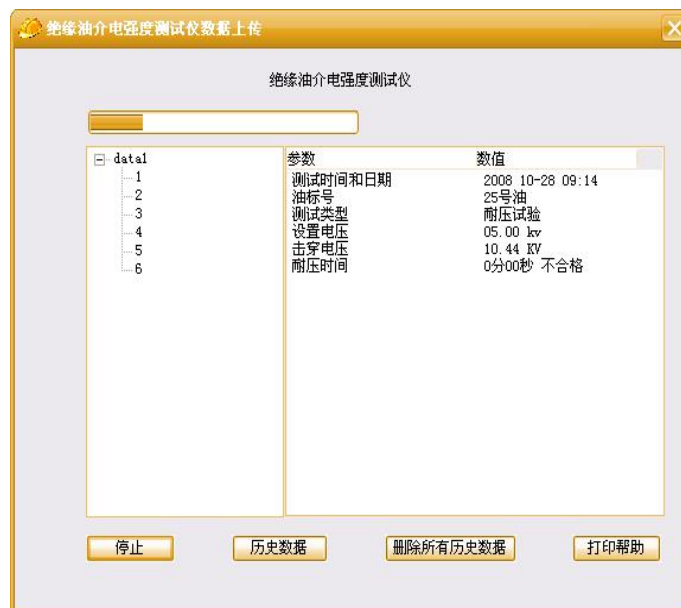 绝缘油介电强度测试仪数据上传
绝缘油介电强度测试仪
data1
1
2
3
4
5
6
参数 数值
测试时间和日期 2008 10-28 09:14
油标号 25号油
测试类型 耐压试验
设置电压 05.00 kv
击穿电压 10.44 KV
耐压时间 0分00秒 不合格
停止 历史数据 删除所有历史数据 打印帮助